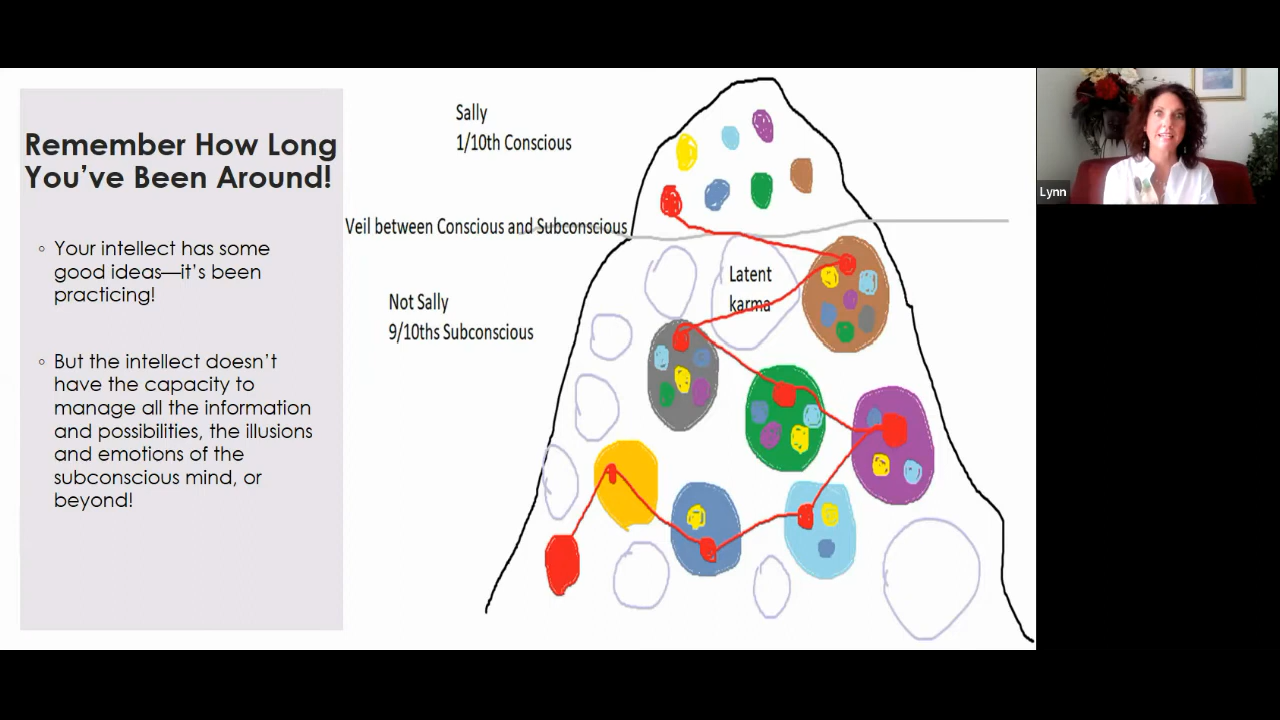 Remember How Long
You've Been Around!
◦ Your intellect has some
good ideas—it's been
practicing!
◦ But the intellect doesn't
have the capacity to
manage all the information
and possibilities, the illusions
and emotions of the
subconscious mind, or
beyond!
Sally
1/10th Conscious
Veil between Conscious and Subconscious
Not Sally
9/10ths Subconscious
Latent
karma
Lynn